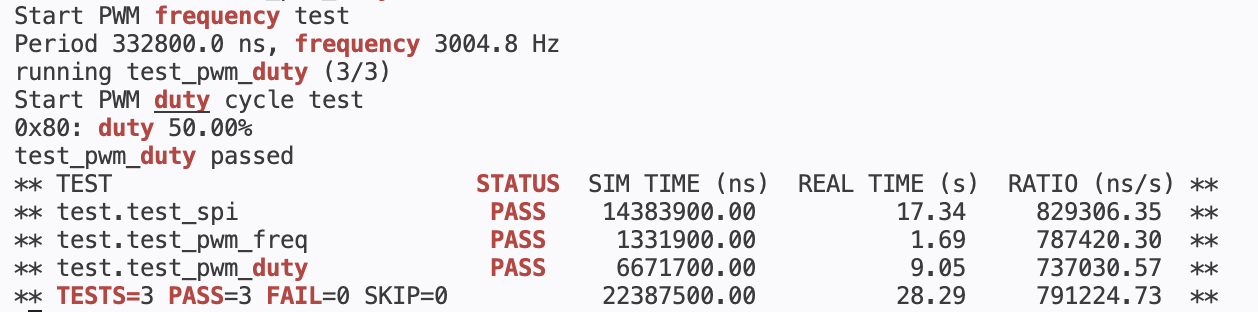 Start PWM frequency test
Period 332800.0 ns, frequency 3004.8 Hz
running test_pwm_duty (3/3)
Start PWM duty cycle test
0x80: duty 50.00%
test_pwm_duty passed
** TEST STATUS SIM TIME (ns) REAL TIME (s) RATIO (ns/s) **
** test.test_spi PASS 14383900.00 17.34 829306.35 **
** test.test_pwm_freq PASS 1331900.00 1.69 787420.30 **
** test.test_pwm_duty PASS 6671700.00 9.05 737030.57 **
** TESTS=3 PASS=3 FAIL=0 SKIP=0 22387500.00 28.29 791224.73 **